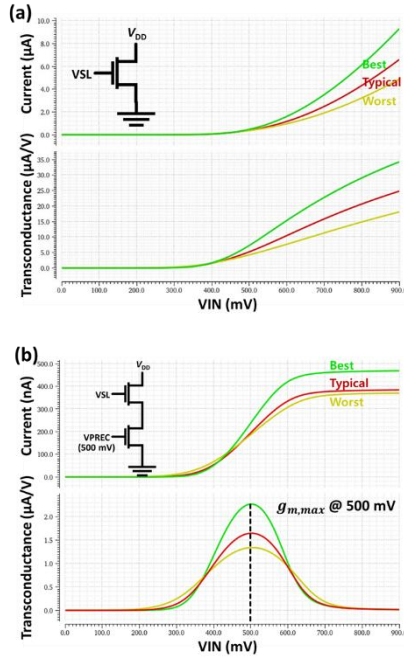 (a)
Current (μA)
8.0
6.0
4.0
2.0
0.0
VDD
VSL
Best
Typical
Worst
Transconductance (μA/V)
35.0
30.0
25.0
20.0
15.0
10.0
5.0
0.0
0.0 100.0 200.0 300.0 400.0 500.0 600.0 700.0 800.0 900.0
VIN (mV)
(b)
Current (nA)
500.0
400.0
300.0
200.0
100.0
0.0
VDD
VSL
VPREC
(500 mV)
Best
Typical
Worst
Transconductance (μA/V)
2.0
1.5
1.0
0.5
0.0
gm,max @ 500 mV
0.0 100.0 200.0 300.0 400.0 500.0 600.0 700.0 800.0 900.0
VIN (mV)